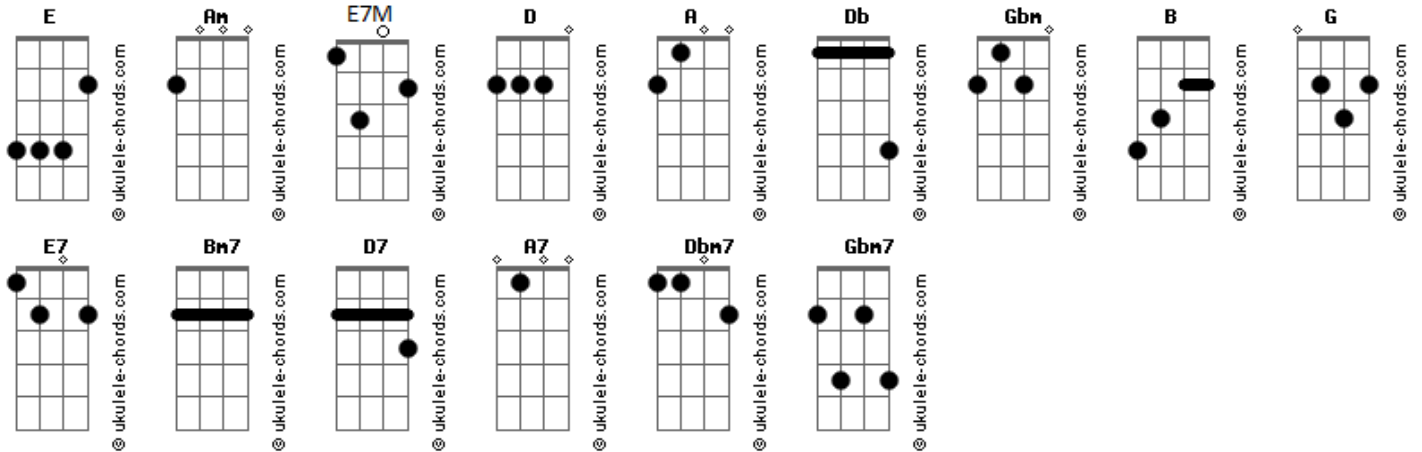 E Am E7M D A Db Gbm B G
© ukulele-chords.com © ukulele-chords.com © ukulele-chords.com © ukulele-chords.com © ukulele-chords.com © ukulele-chords.com © ukulele-chords.com © ukulele-chords.com © ukulele-chords.com
E7 Bm7 D7 A7 Dbm7 Gbm7
© ukulele-chords.com © ukulele-chords.com © ukulele-chords.com © ukulele-chords.com © ukulele-chords.com © ukulele-chords.com